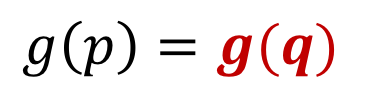 g(p) = g(q)